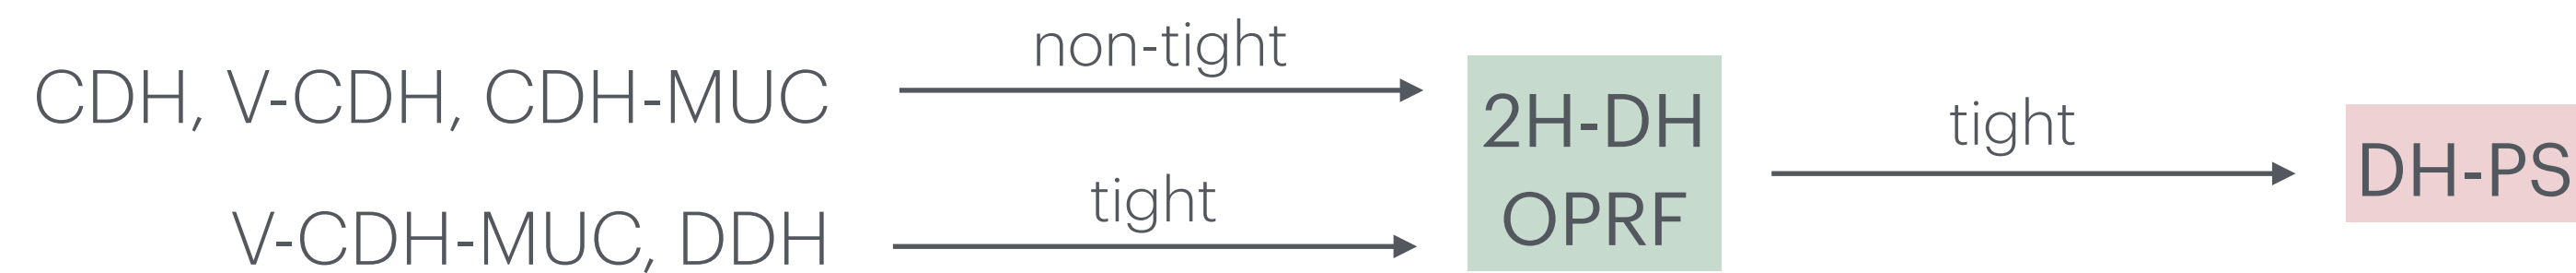 non-tight
CDH, V-CDH, CDH-MUC
2H-DH
OPRF
tight
DH-PS
tight
V-CDH-MUC, DDH